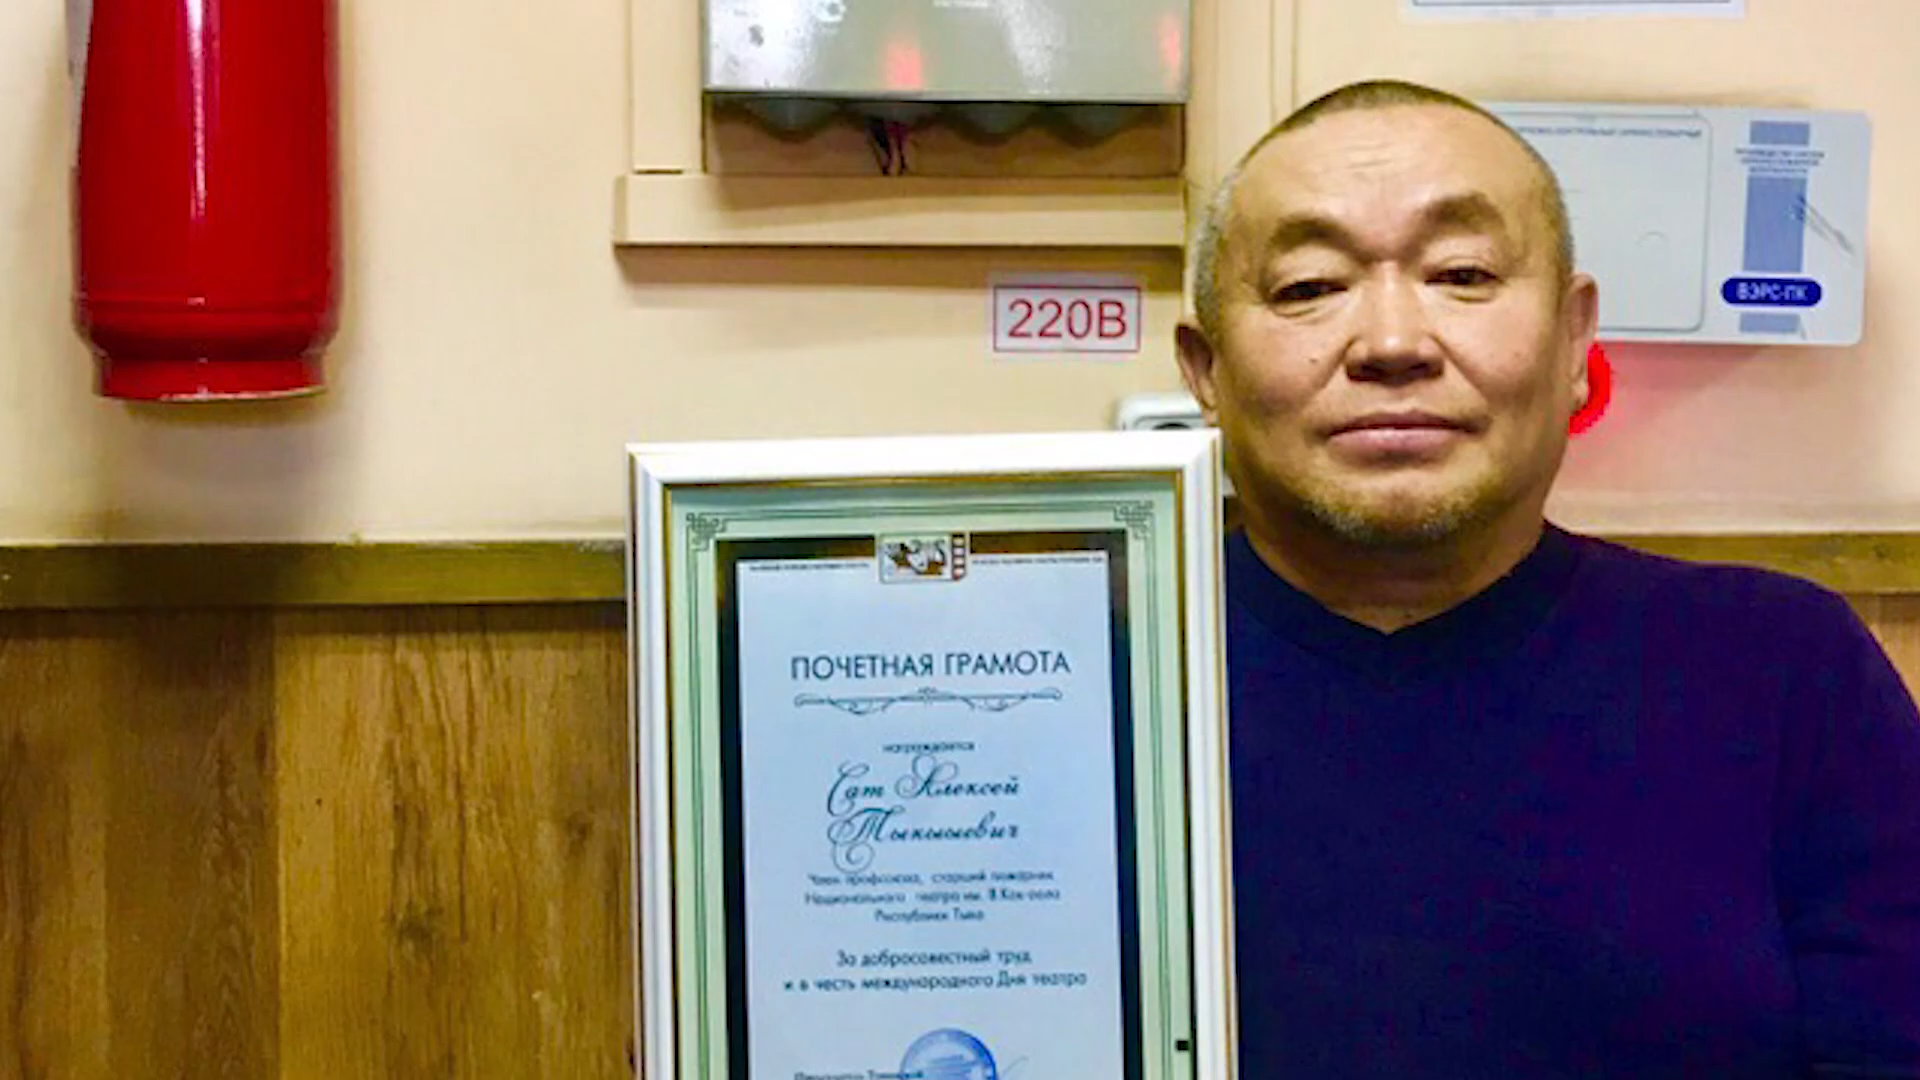 220В
ВЭРС-ПК
ПОЧЕТНАЯ ГРАМОТА
награждается
Сат Алексей
Тыкышевич
Член профсоюза, старший пожарник
Национального театра им. В.Кок-оола
Республики Тыва
За добросовестный труд
и в честь международного Дня театра